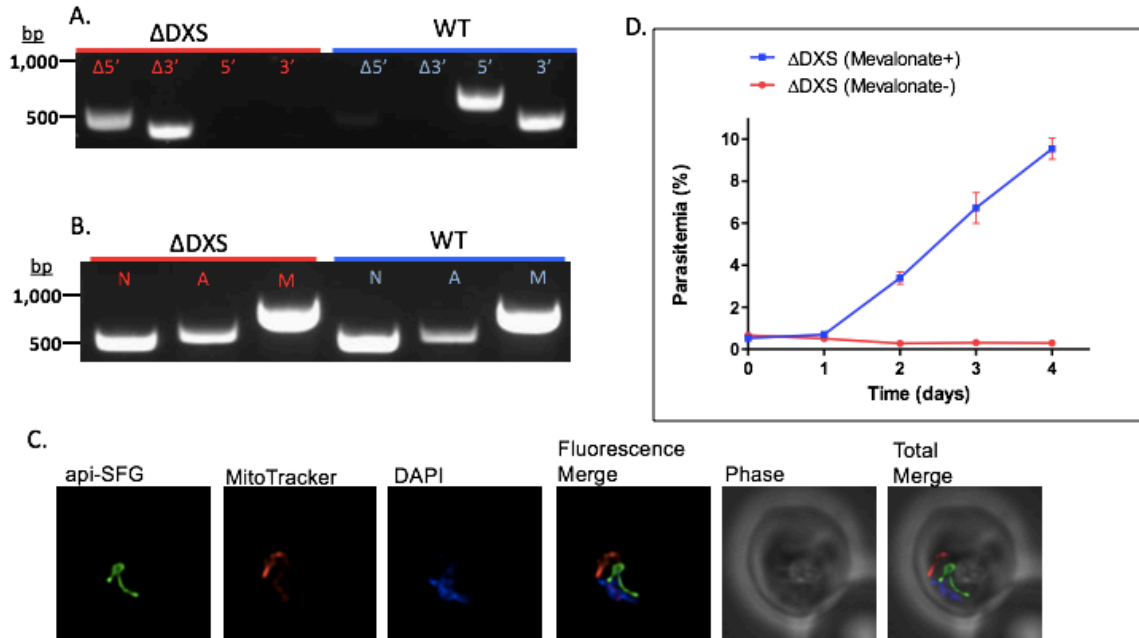 A.
ΔDXS WT
bp
1,000
500
Δ5' Δ3' 5' 3' Δ5' Δ3' 5' 3'
B.
ΔDXS WT
bp
1,000
500
N A M N A M
D.
ΔDXS (Mevalonate+)
ΔDXS (Mevalonate-)
Parasitemia (%)
10
8
6
4
2
0
0 1 2 3 4
Time (days)
C.
api-SFG
MitoTracker
DAPI
Fluorescence
Merge
Phase
Total
Merge